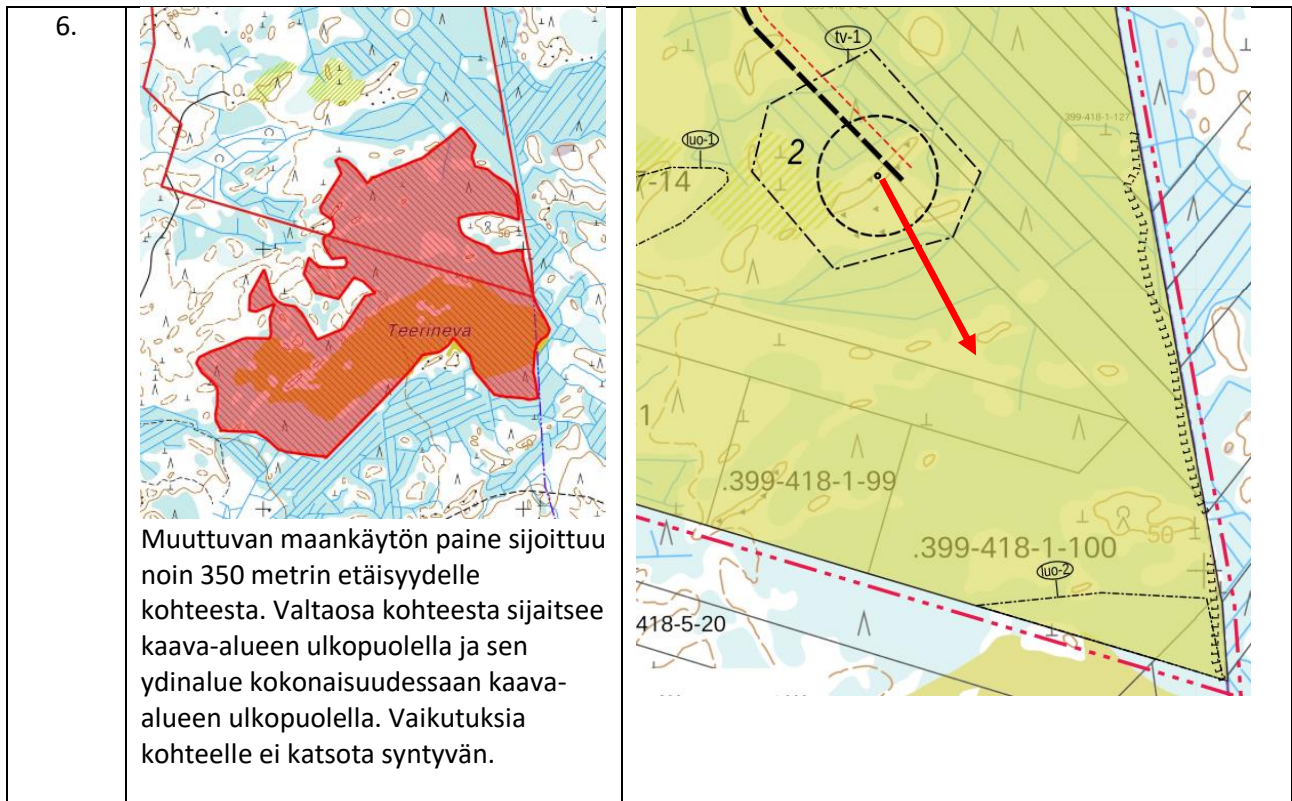 6.
50
Teerineva
Muuttuvan maankäytön paine sijoittuu
noin 350 metrin etäisyydelle
kohteesta. Valtaosa kohteesta sijaitsee
kaava-alueen ulkopuolella ja sen
ydinalue kokonaisuudessaan kaava-
alueen ulkopuolella. Vaikutuksia
kohteelle ei katsota syntyvän.
tv-1
399-418-1-127
luo-1
2
7-14
1
.399-418-1-99
50
.399-418-1-100
luo-2
418-5-20